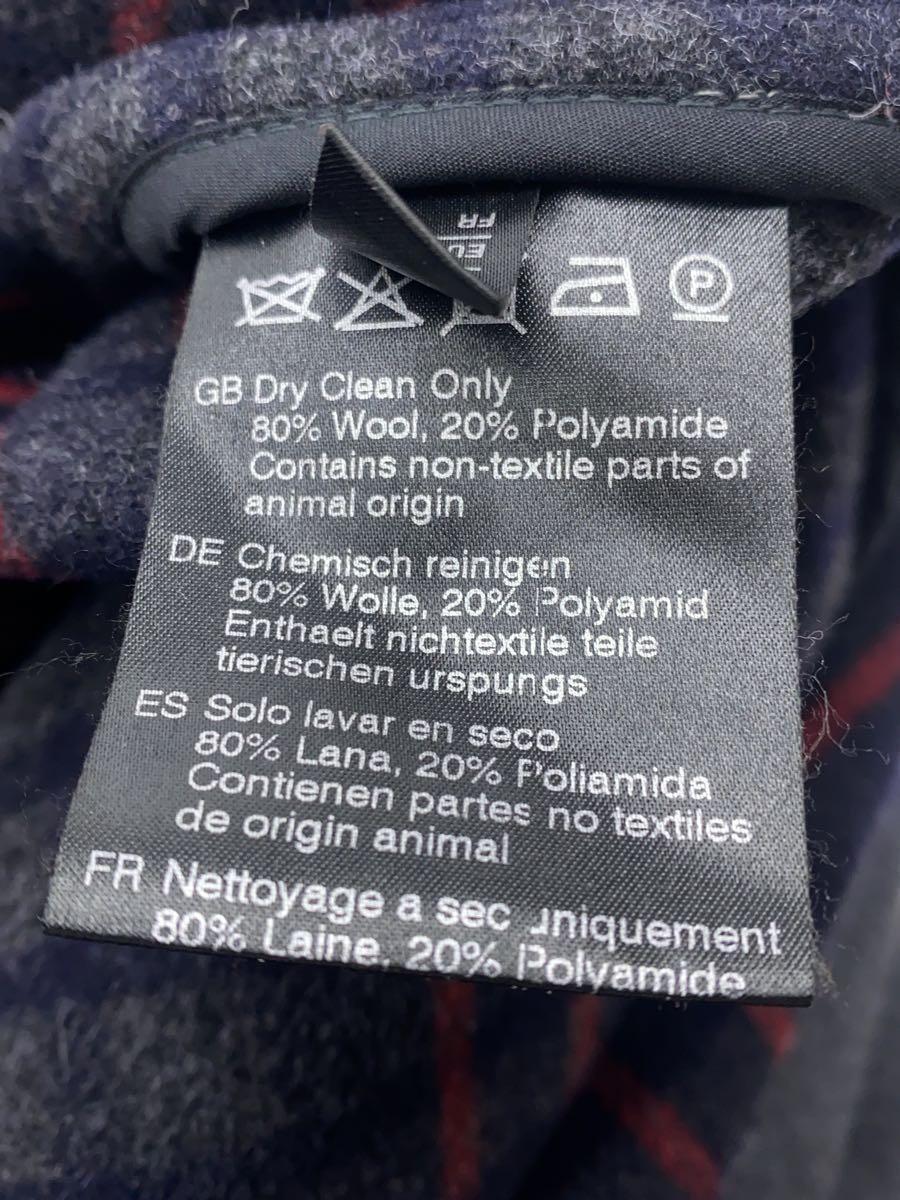 FR
EU
P
GB Dry Clean Only
80% Wool, 20% Polyamide
Contains non-textile parts of
animal origin
DE Chemisch reinigen
80% Wolle, 20% Polyamid
Enthaelt nichtextile teile
tierischen urspungs
ES Solo lavar en seco
80% Lana, 20% Poliamida
Contienen partes no textiles
de origin animal
FR Nettoyage a sec uniquement
80% Laine, 20% Polyamide